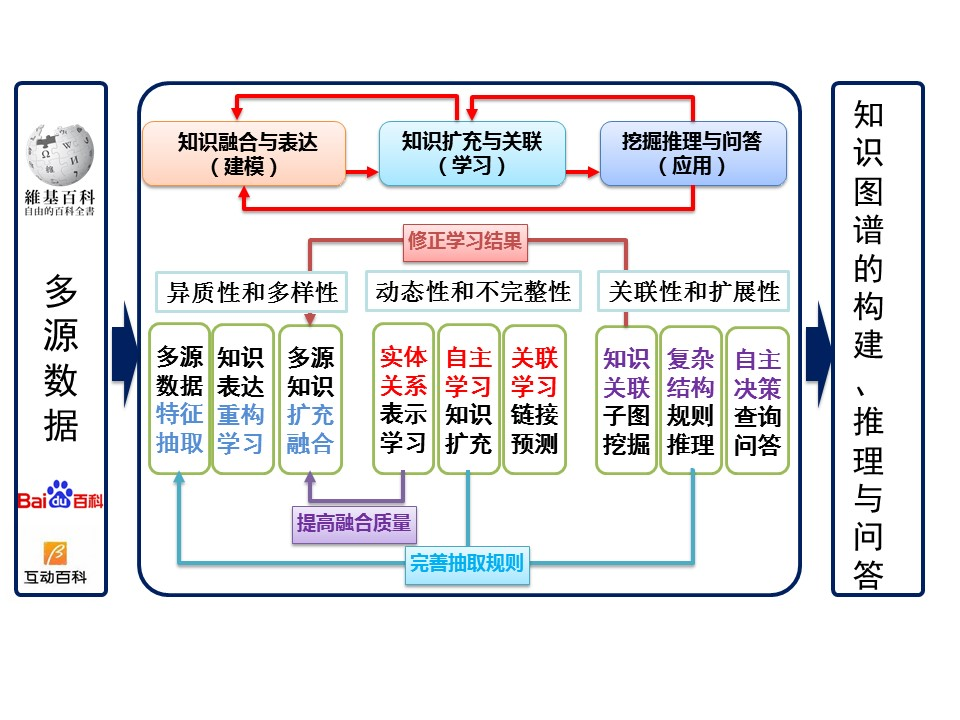 維基百科
自由的百科全書
多
源
数
据
Bai du 百科
互动百科
知识融合与表达
（建模）
知识扩充与关联
（学习）
挖掘推理与问答
（应用）
修正学习结果
异质性和多样性
动态性和不完整性
关联性和扩展性
多源
数据
特征
抽取
知识
表达
重构
学习
多源
知识
扩充
融合
实体
关系
表示
学习
自主
学习
知识
扩充
关联
学习
链接
预测
知识
关联
子图
挖掘
复杂
结构
规则
推理
自主
决策
查询
问答
提高融合质量
完善抽取规则
知
识
图
谱
的
构
建
、
推
理
与
问
答